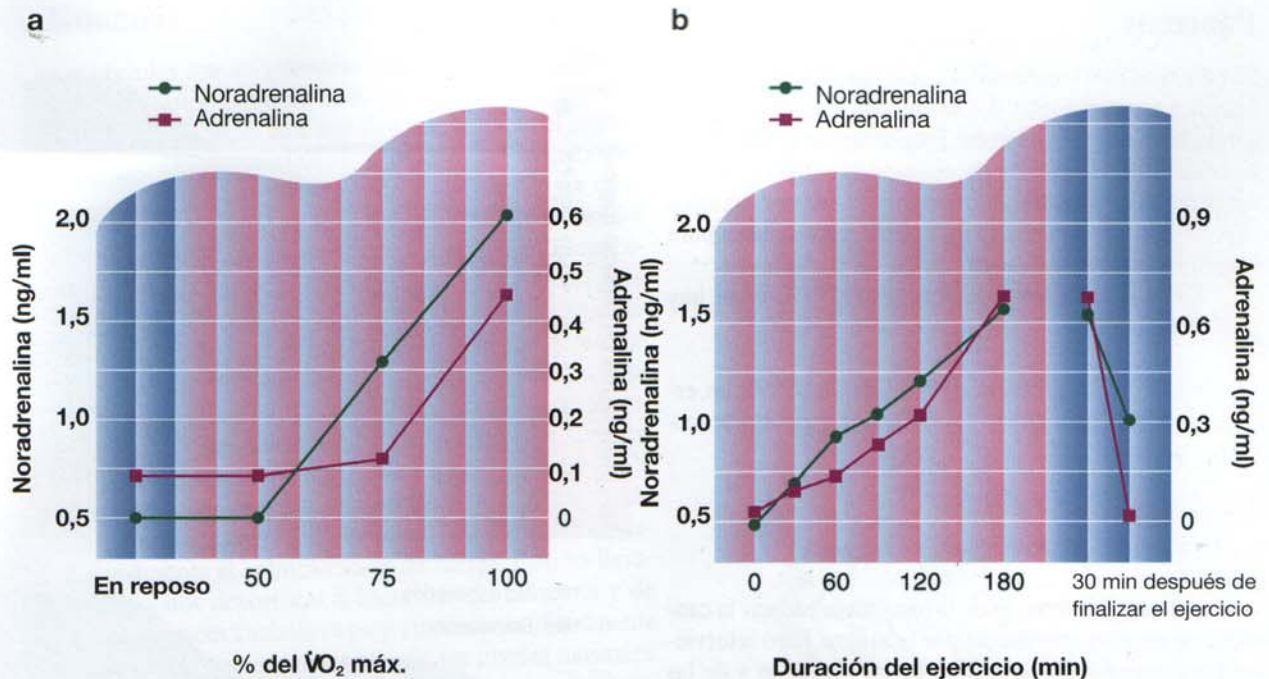 a
Noradrenalina
Adrenalina
Noradrenalina (ng/ml)
2,0
1,5
1,0
0,5
0,6
0,5
0,4
0,3
0,2
0,1
0
Adrenalina (ng/ml)
En reposo 50 75 100
% del V̇O₂ máx.
b
Noradrenalina
Adrenalina
Noradrenalina (ng/ml)
2.0
1,5
1,0
0,5
0,9
0,6
0,3
0
Adrenalina (ng/ml)
0 60 120 180
30 min después de
finalizar el ejercicio
Duración del ejercicio (min)